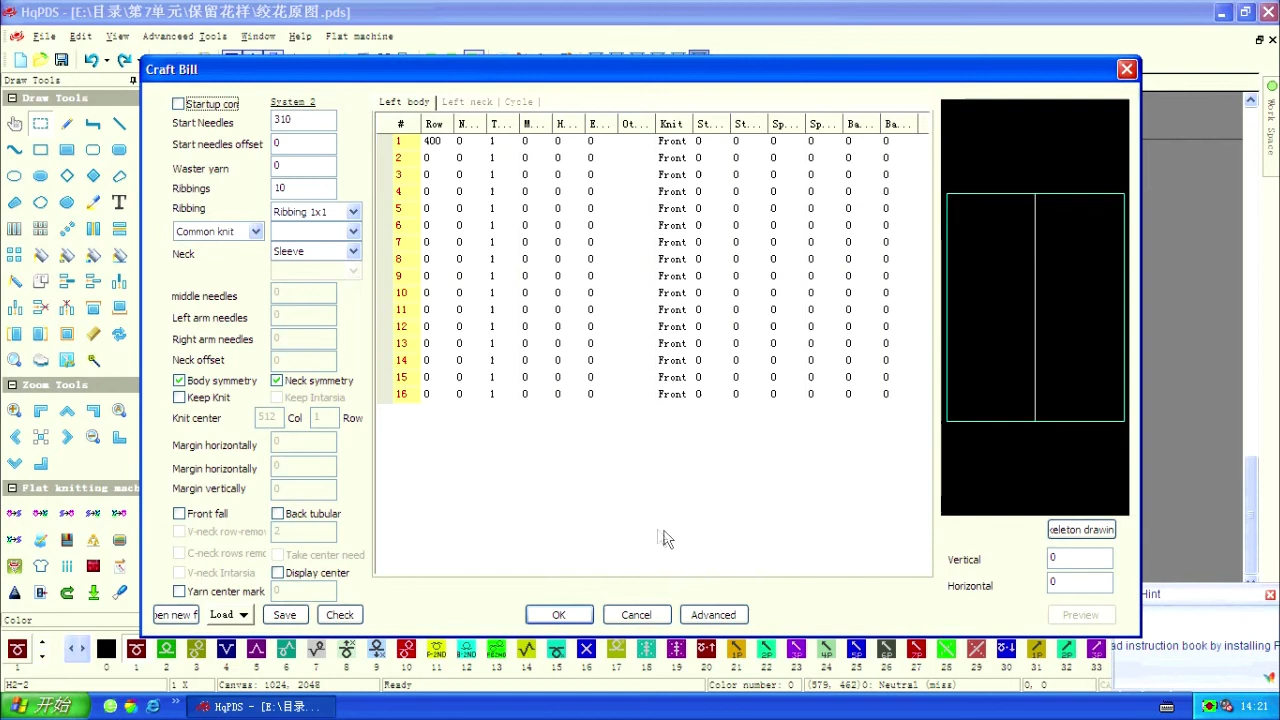 HqPDS - [E:\目录\第7单元\保留花样\绞花原图.pds]
File Edit View Advanceed Tools Window Help Flat machine
Draw Tools
Draw Tools
Zoom Tools
Flat knitting mac
Color
Craft Bill
Startup con
System 2
Start Needles 310
Start needles offset 0
Waster yarn 0
Ribbings 10
Ribbing Ribbing 1x1
Common knit
Neck Sleeve
middle needles 0
Left arm needles 0
Right arm needles 0
Neck offset 0
Body symmetry Neck symmetry
Keep Knit Keep Intarsia
Knit center 512 Col 1 Row
Margin horizontally 0
Margin horizontally 0
Margin vertically 0
Front fall Back tubular
V-neck row-remov 2
C-neck rows remo Take center need
V-neck Intarsia Display center
Yarn center mark 0
en new f Load Save Check OK Cancel Advanced
Left body Left neck Cycle
# Row N... T... M... H... E... Ot... Knit St... St... Sp... Sp... Ba... Ba...
1 400 0 1 0 0 0 Front 0 0 0 0 0 0
2 0 0 1 0 0 0 Front 0 0 0 0 0 0
3 0 0 1 0 0 0 Front 0 0 0 0 0 0
4 0 0 1 0 0 0 Front 0 0 0 0 0 0
5 0 0 1 0 0 0 Front 0 0 0 0 0 0
6 0 0 1 0 0 0 Front 0 0 0 0 0 0
7 0 0 1 0 0 0 Front 0 0 0 0 0 0
8 0 0 1 0 0 0 Front 0 0 0 0 0 0
9 0 0 1 0 0 0 Front 0 0 0 0 0 0
10 0 0 1 0 0 0 Front 0 0 0 0 0 0
11 0 0 1 0 0 0 Front 0 0 0 0 0 0
12 0 0 1 0 0 0 Front 0 0 0 0 0 0
13 0 0 1 0 0 0 Front 0 0 0 0 0 0
14 0 0 1 0 0 0 Front 0 0 0 0 0 0
15 0 0 1 0 0 0 Front 0 0 0 0 0 0
16 0 0 1 0 0 0 Front 0 0 0 0 0 0
keleton drawin
Vertical 0
Horizontal 0
Preview
Work Space
Hint
ad instruction book by installing F
1 0 1 2 3 4 5 6 7 8 9 10 11 12 13 14 15 16 17 18 19 20 21 22 23 24 25 26 27 28 29 30 31 32 33
H2-2 1 X Canvas: 1024, 2048 Ready Color number: 0 (579, 462)0: Neutral (miss) 0, 0
开始 HqPDS - [E:\目录... 14:21